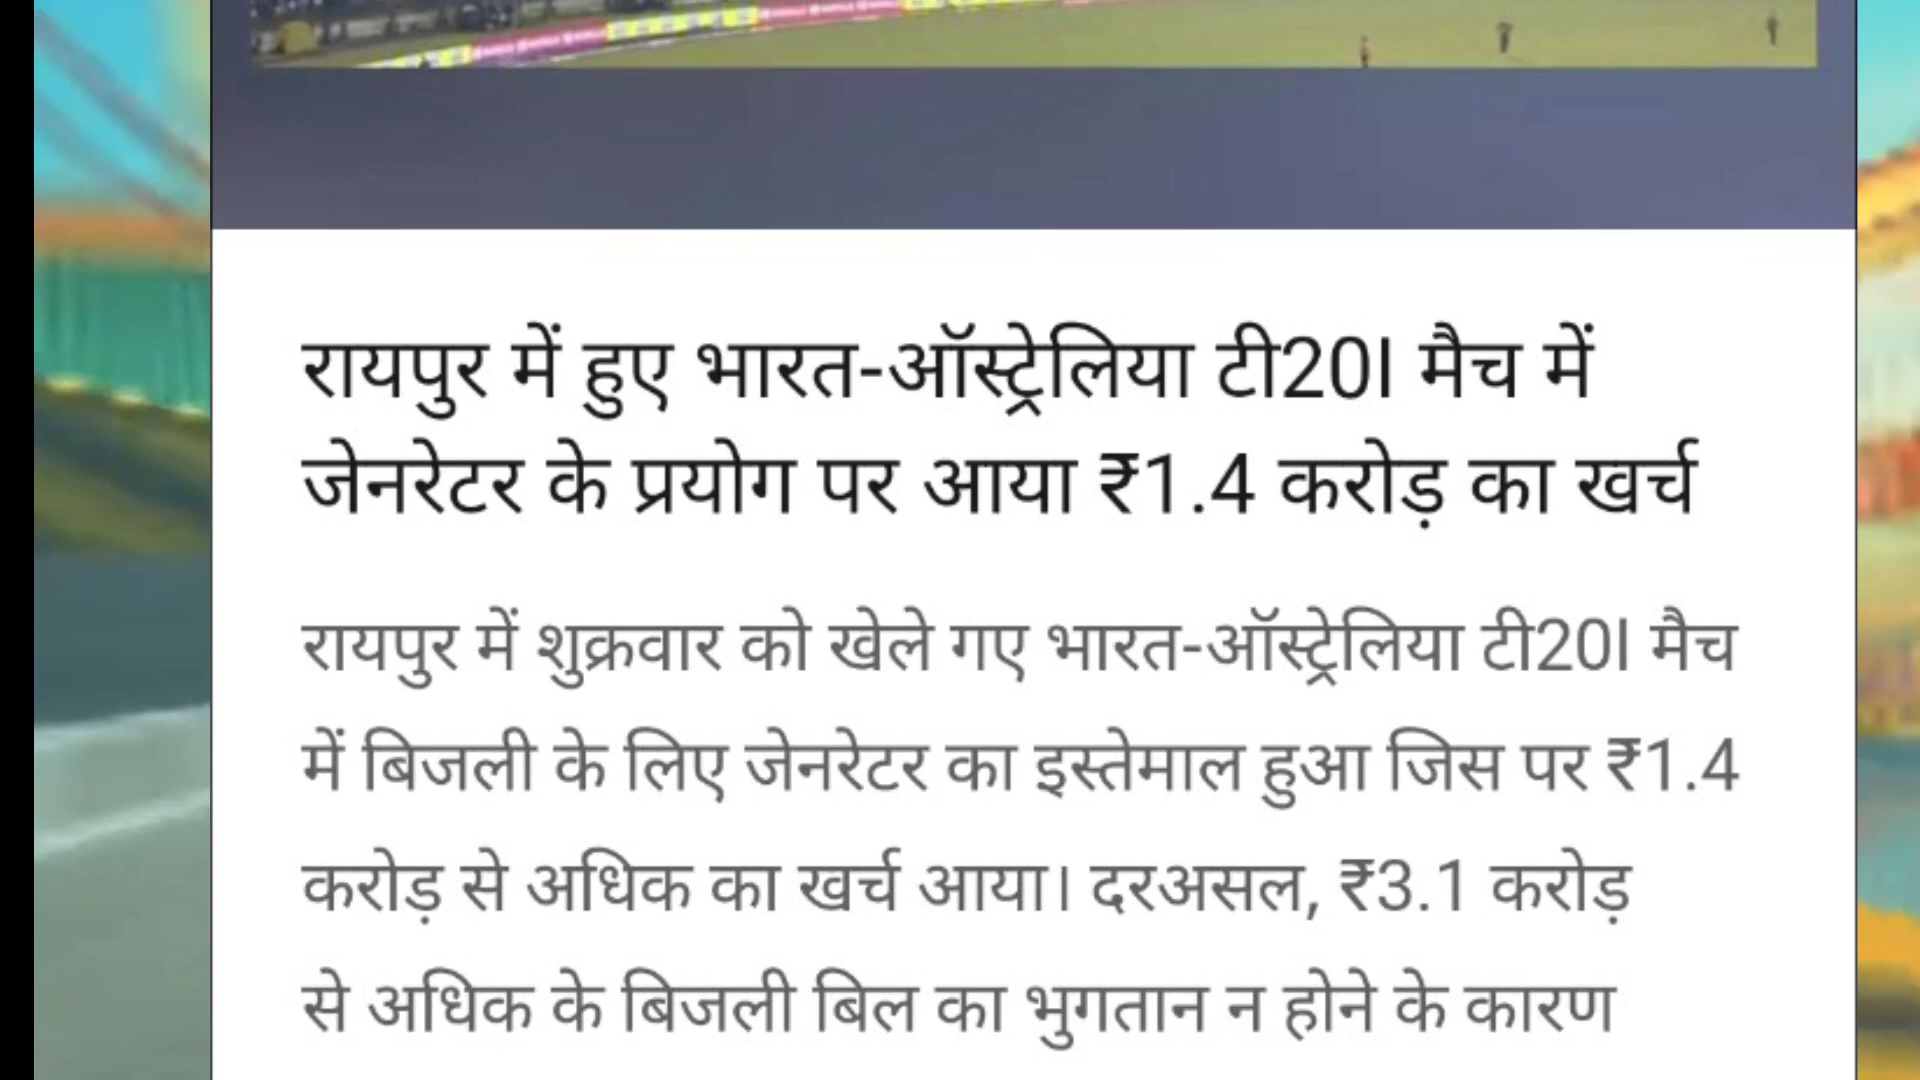 रायपुर में हुए भारत-ऑस्ट्रेलिया टी20I मैच में
जेनरेटर के प्रयोग पर आया ₹1.4 करोड़ का खर्च
रायपुर में शुक्रवार को खेले गए भारत-ऑस्ट्रेलिया टी20I मैच
में बिजली के लिए जेनरेटर का इस्तेमाल हुआ जिस पर ₹1.4
करोड़ से अधिक का खर्च आया। दरअसल, ₹3.1 करोड़
से अधिक के बिजली बिल का भुगतान न होने के कारण